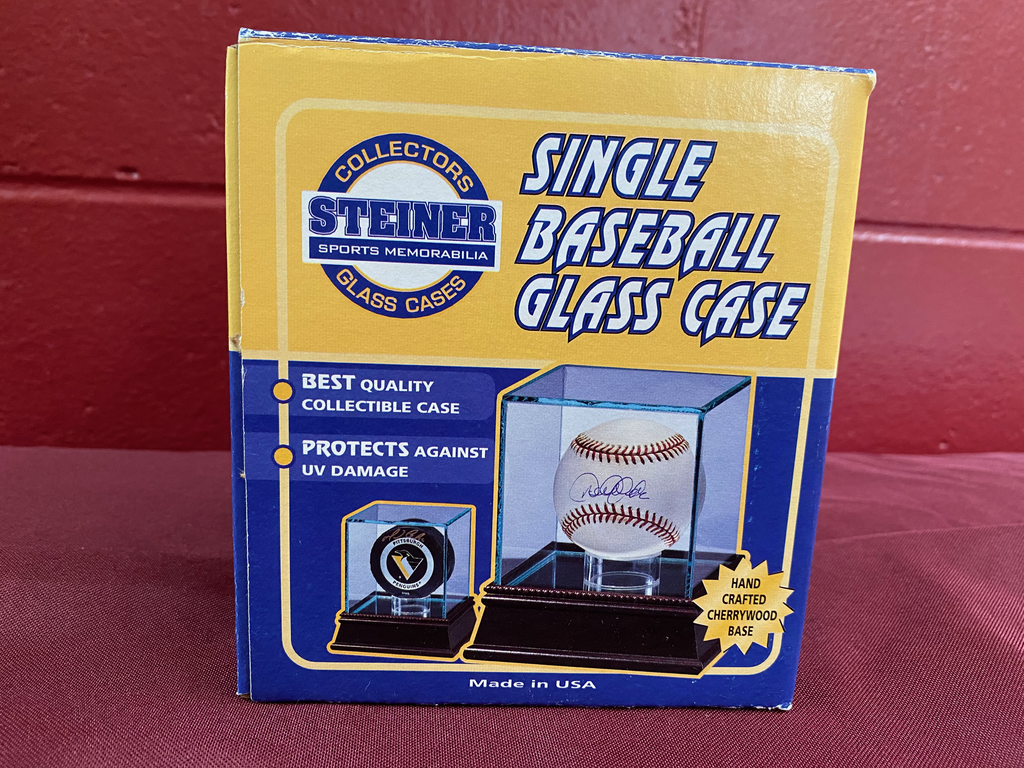 COLLECTORS
STEINER
SPORTS MEMORABILIA
GLASS CASES
SINGLE
BASEBALL
GLASS CASE
BEST QUALITY
COLLECTIBLE CASE
PROTECTS AGAINST
UV DAMAGE
PITTSBURGH
PENGUINS
HAND
CRAFTED
CHERRYWOOD
BASE
Made in USA